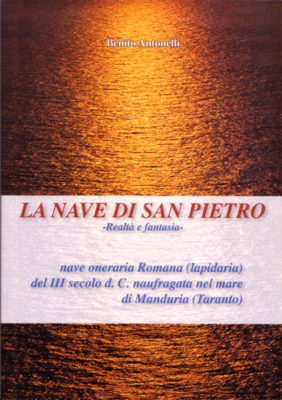 Benito Antonelli
LA NAVE DI SAN PIETRO
-Realtà e fantasia-
nave oneraria Romana (lapidaria)
del III secolo d. C. naufragata nel mare
di Manduria (Taranto)